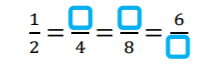 1/2 = □/4 = □/8 = 6/□